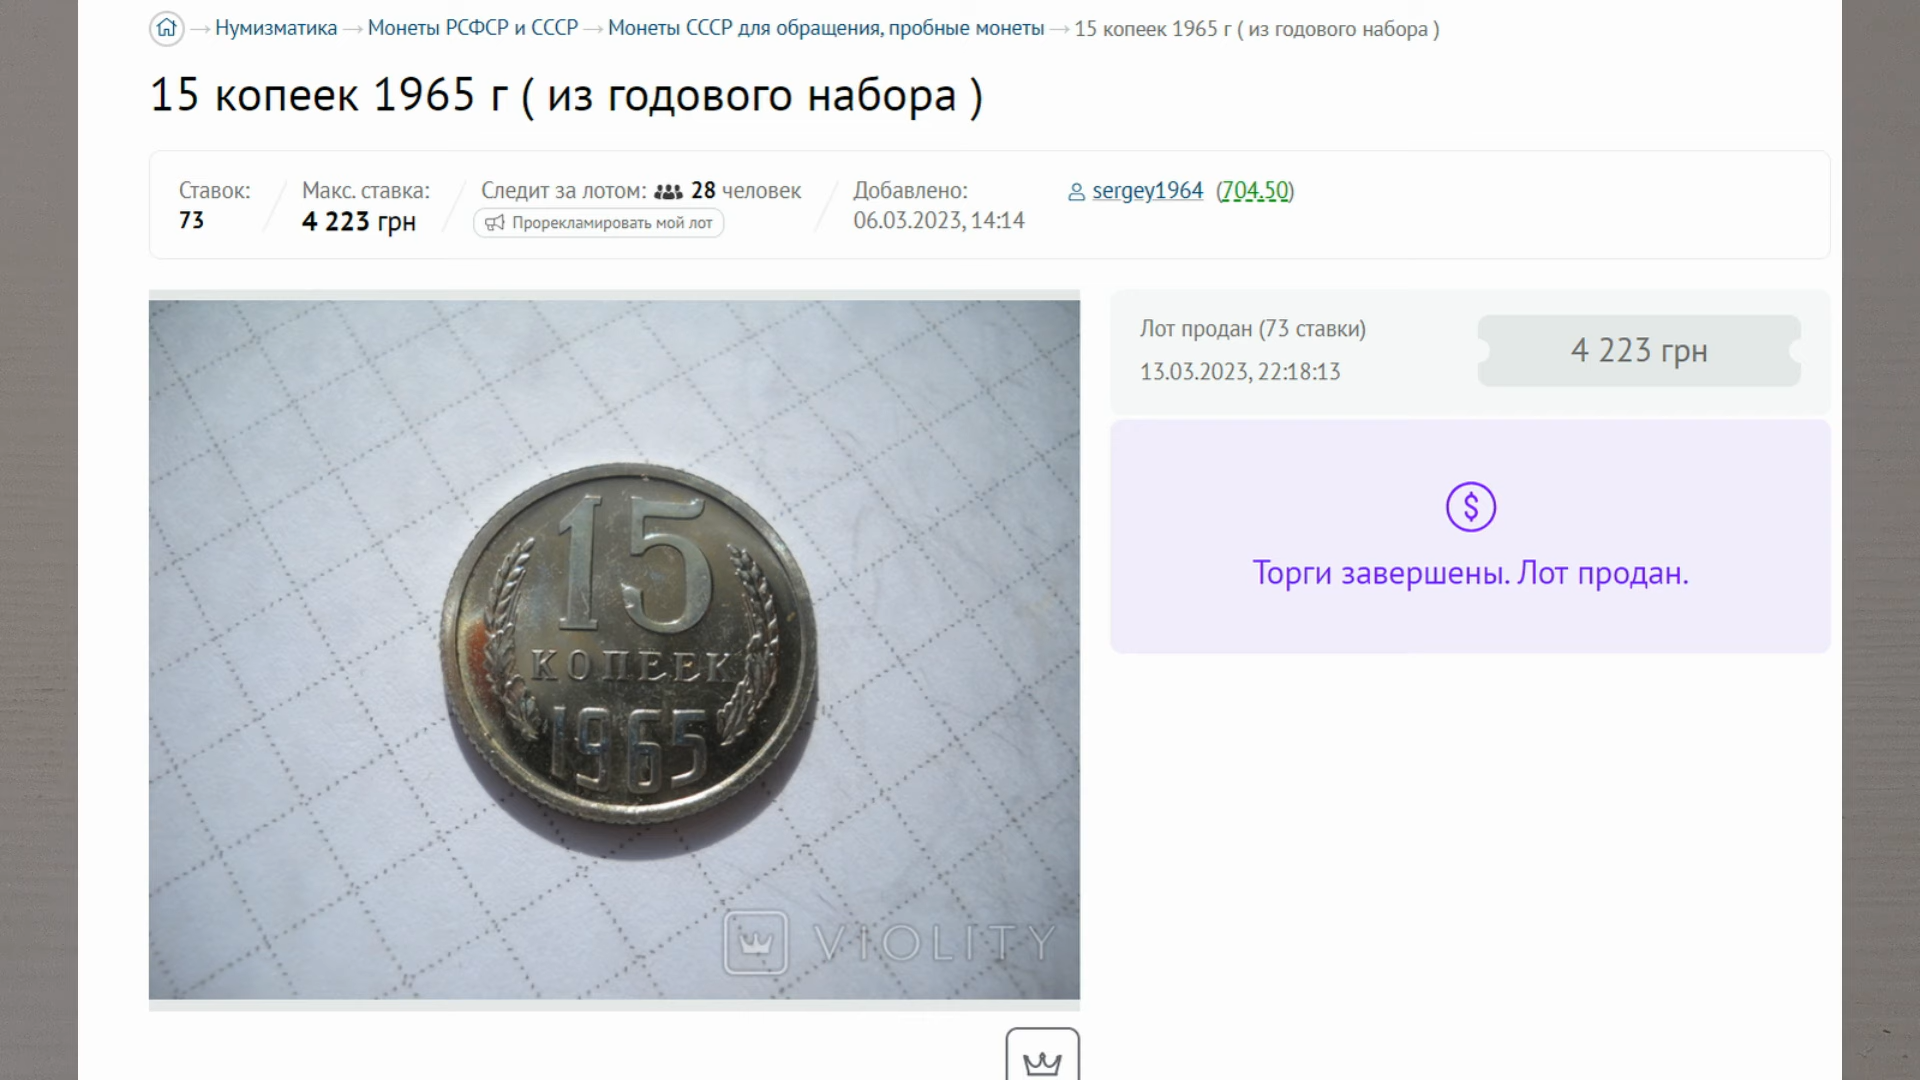 Нумизматика → Монеты РСФСР и СССР → Монеты СССР для обращения, пробные монеты → 15 копеек 1965 г ( из годового набора )
15 копеек 1965 г ( из годового набора )
Ставок:
73
Макс. ставка:
4 223 грн
Следит за лотом: 28 человек
Прорекламировать мой лот
Добавлено:
06.03.2023, 14:14
sergey1964 (704.50)
15
КОПЕЕК
1965
VIOLITY
Лот продан (73 ставки)
13.03.2023, 22:18:13
4 223 грн
$
Торги завершены. Лот продан.